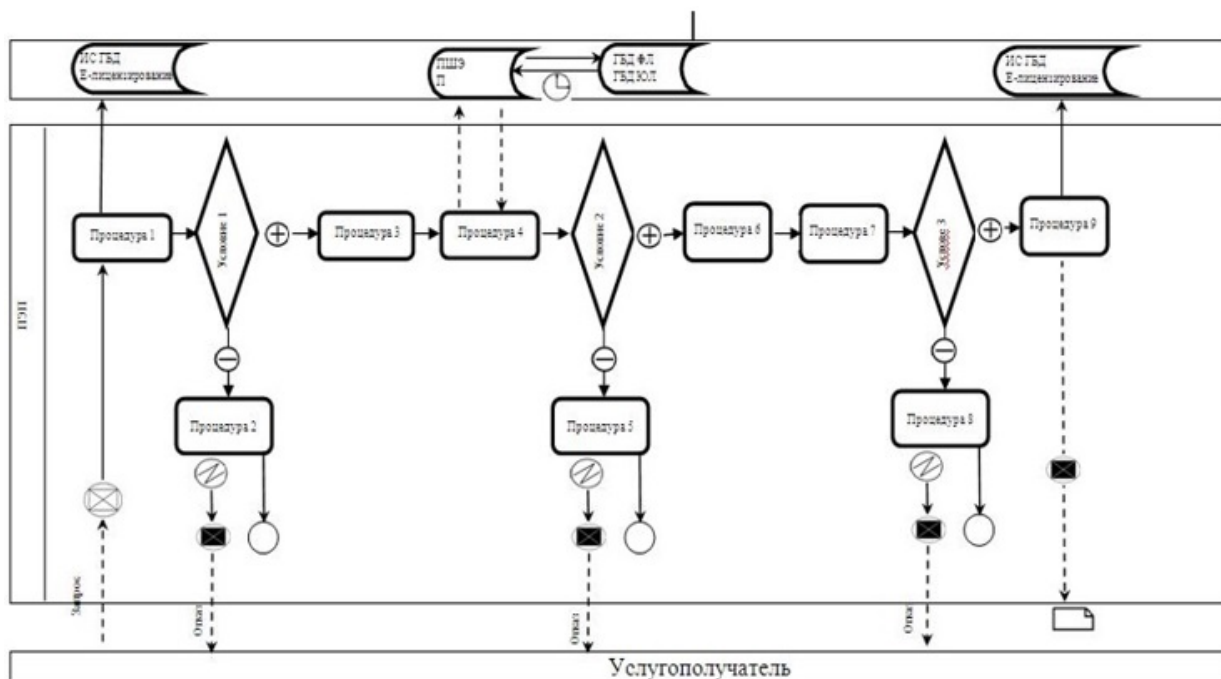 ИС ГБД
Е-лицензирование
ПШЭ
П
ГБД ФЛ
ГБД ЮЛ
ИС ГБД
Е-лицензирование
ПЭП
Процедура 1
Условие 1
Процедура 3
Процедура 4
Условие 2
Процедура 6
Процедура 7
Условие 3
Процедура 9
Процедура 2
Процедура 5
Процедура 8
Запрос
Отказ
Отказ
Отказ
Услугополучатель